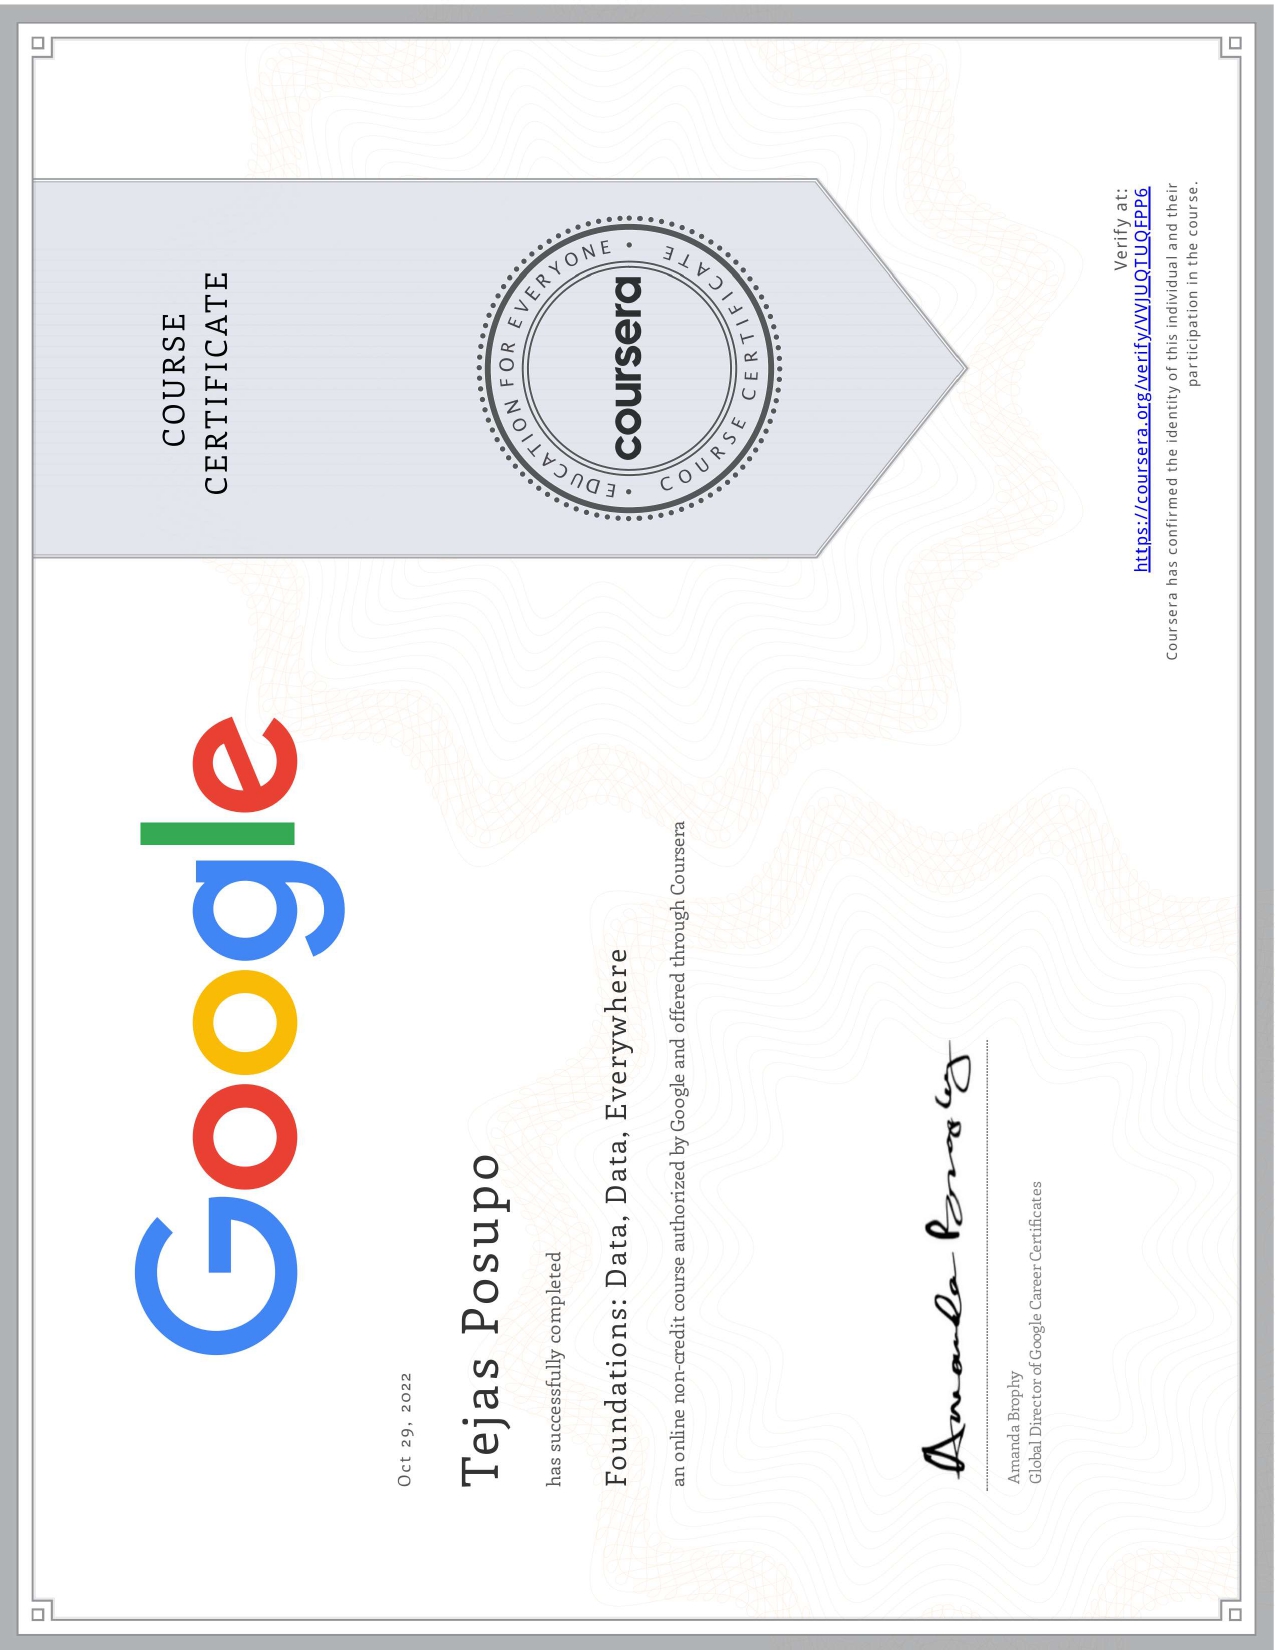 Google
COURSE
CERTIFICATE
Oct 29, 2022
Tejas Posupo
has successfully completed
Foundations: Data, Data, Everywhere
an online non-credit course authorized by Google and offered through Coursera
EDUCATION FOR EVERYONE
coursera
COURSE CERTIFICATE
Amanda Brophy
Amanda Brophy
Global Director of Google Career Certificates
Verify at:
https://coursera.org/verify/VVJUQTUQFPP6
Coursera has confirmed the identity of this individual and their
participation in the course.